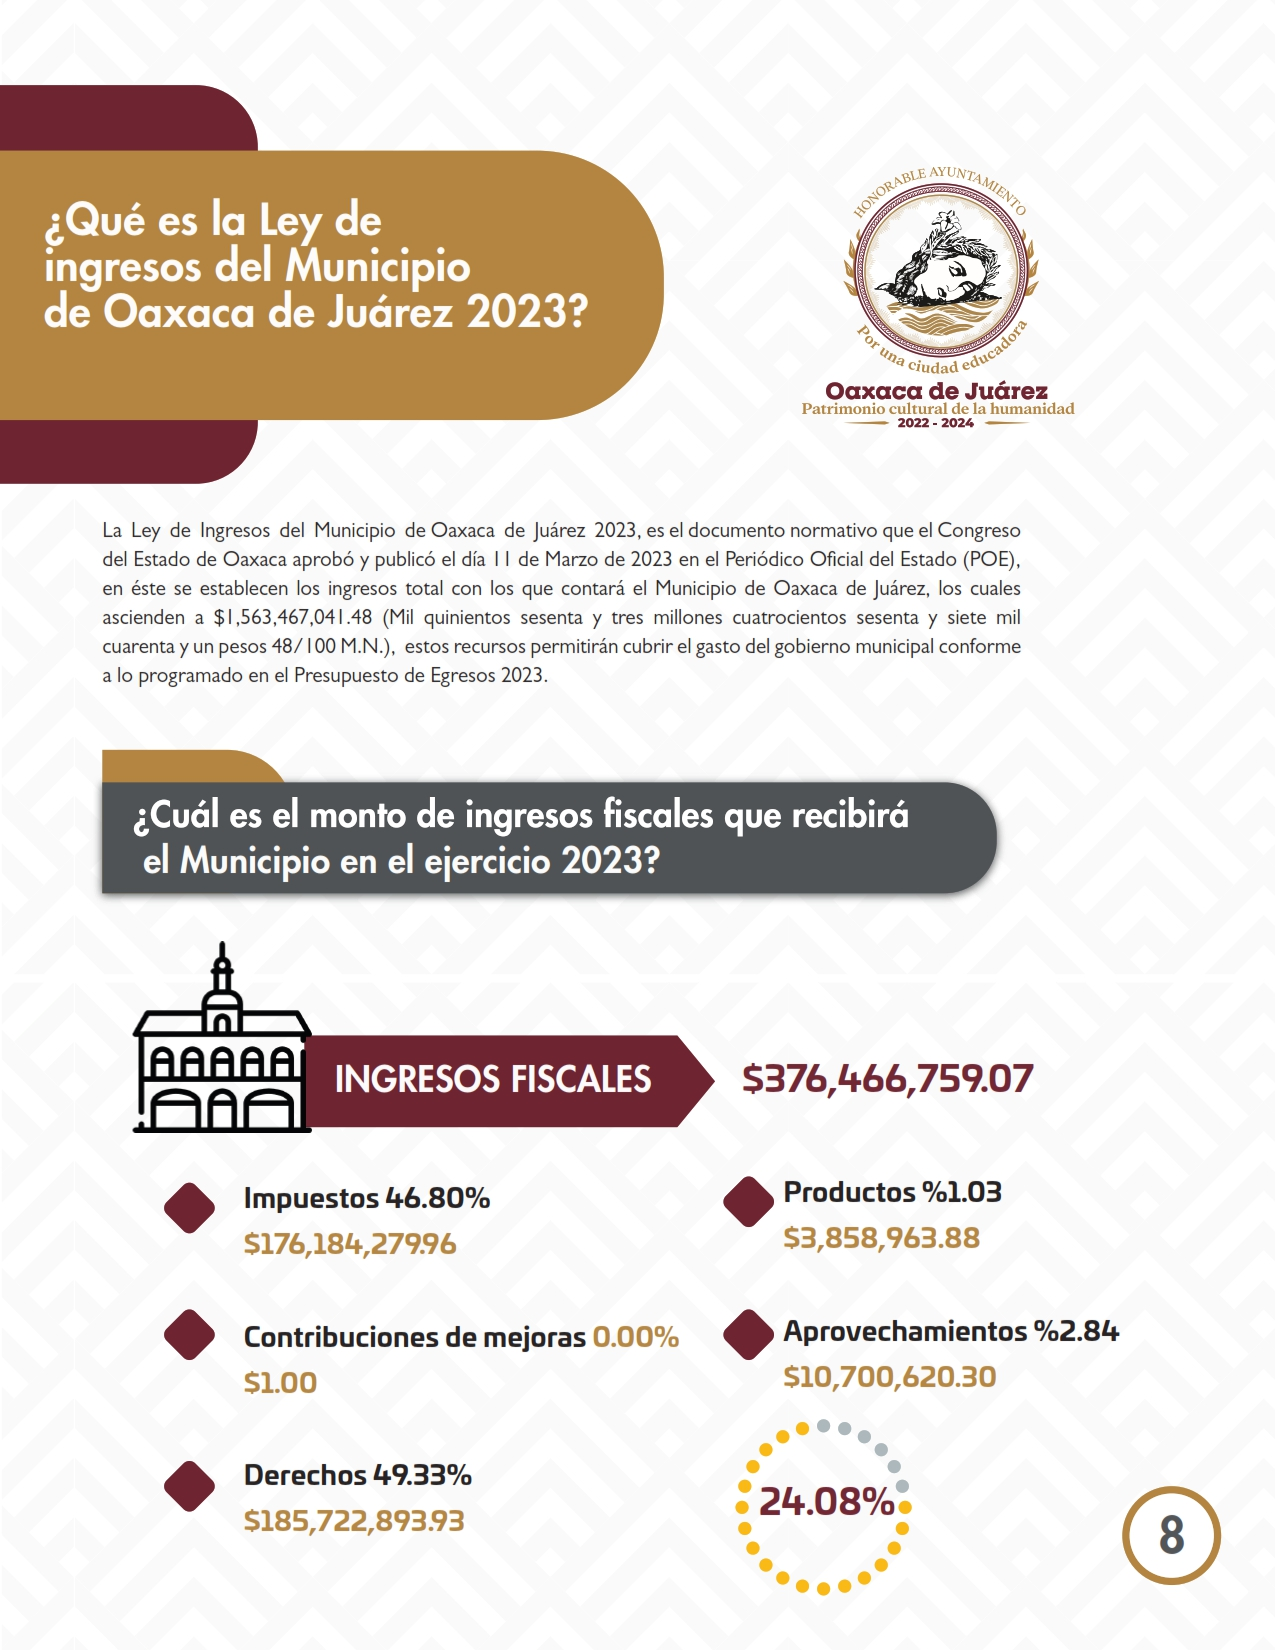 ¿Qué es la Ley de
ingresos del Municipio
de Oaxaca de Juárez 2023?
HONORABLE AYUNTAMIENTO
Por una ciudad educadora
Oaxaca de Juárez
Patrimonio cultural de la humanidad
2022 - 2024
La Ley de Ingresos del Municipio de Oaxaca de Juárez 2023, es el documento normativo que el Congreso
del Estado de Oaxaca aprobó y publicó el día 11 de Marzo de 2023 en el Periódico Oficial del Estado (POE),
en éste se establecen los ingresos total con los que contará el Municipio de Oaxaca de Juárez, los cuales
ascienden a $1,563,467,041.48 (Mil quinientos sesenta y tres millones cuatrocientos sesenta y siete mil
cuarenta y un pesos 48/100 M.N.), estos recursos permitirán cubrir el gasto del gobierno municipal conforme
a lo programado en el Presupuesto de Egresos 2023.
¿Cuál es el monto de ingresos fiscales que recibirá
el Municipio en el ejercicio 2023?
INGRESOS FISCALES
$376,466,759.07
Impuestos 46.80%
$176,184,279.96
Contribuciones de mejoras 0.00%
$1.00
Derechos 49.33%
$185,722,893.93
Productos %1.03
$3,858,963.88
Aprovechamientos %2.84
$10,700,620.30
24.08%
8